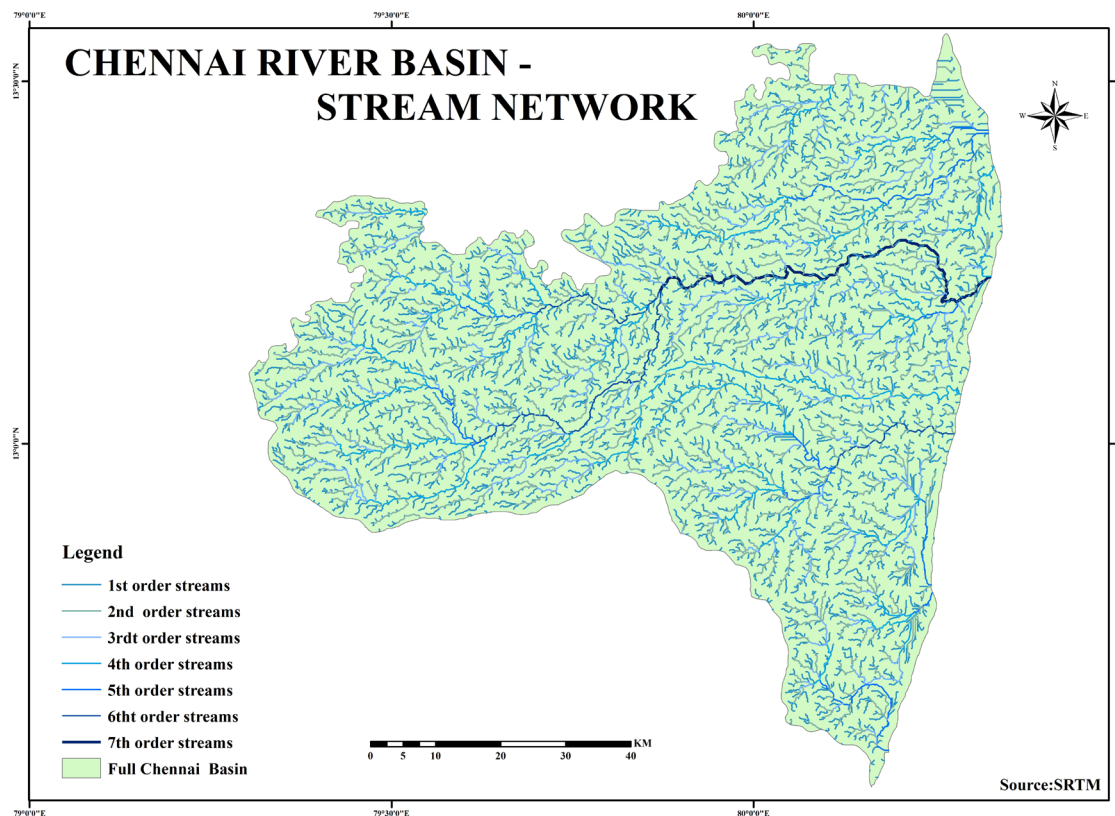 79°0'0"E 79°30'0"E 80°0'0"E
CHENNAI RIVER BASIN -
STREAM NETWORK
13°30'0"N
N
W E
S
13°0'0"N
Legend
1st order streams
2nd order streams
3rdt order streams
4th order streams
5th order streams
6tht order streams
7th order streams
Full Chennai Basin
KM
0 5 10 20 30 40
Source:SRTM
79°0'0"E 79°30'0"E 80°0'0"E